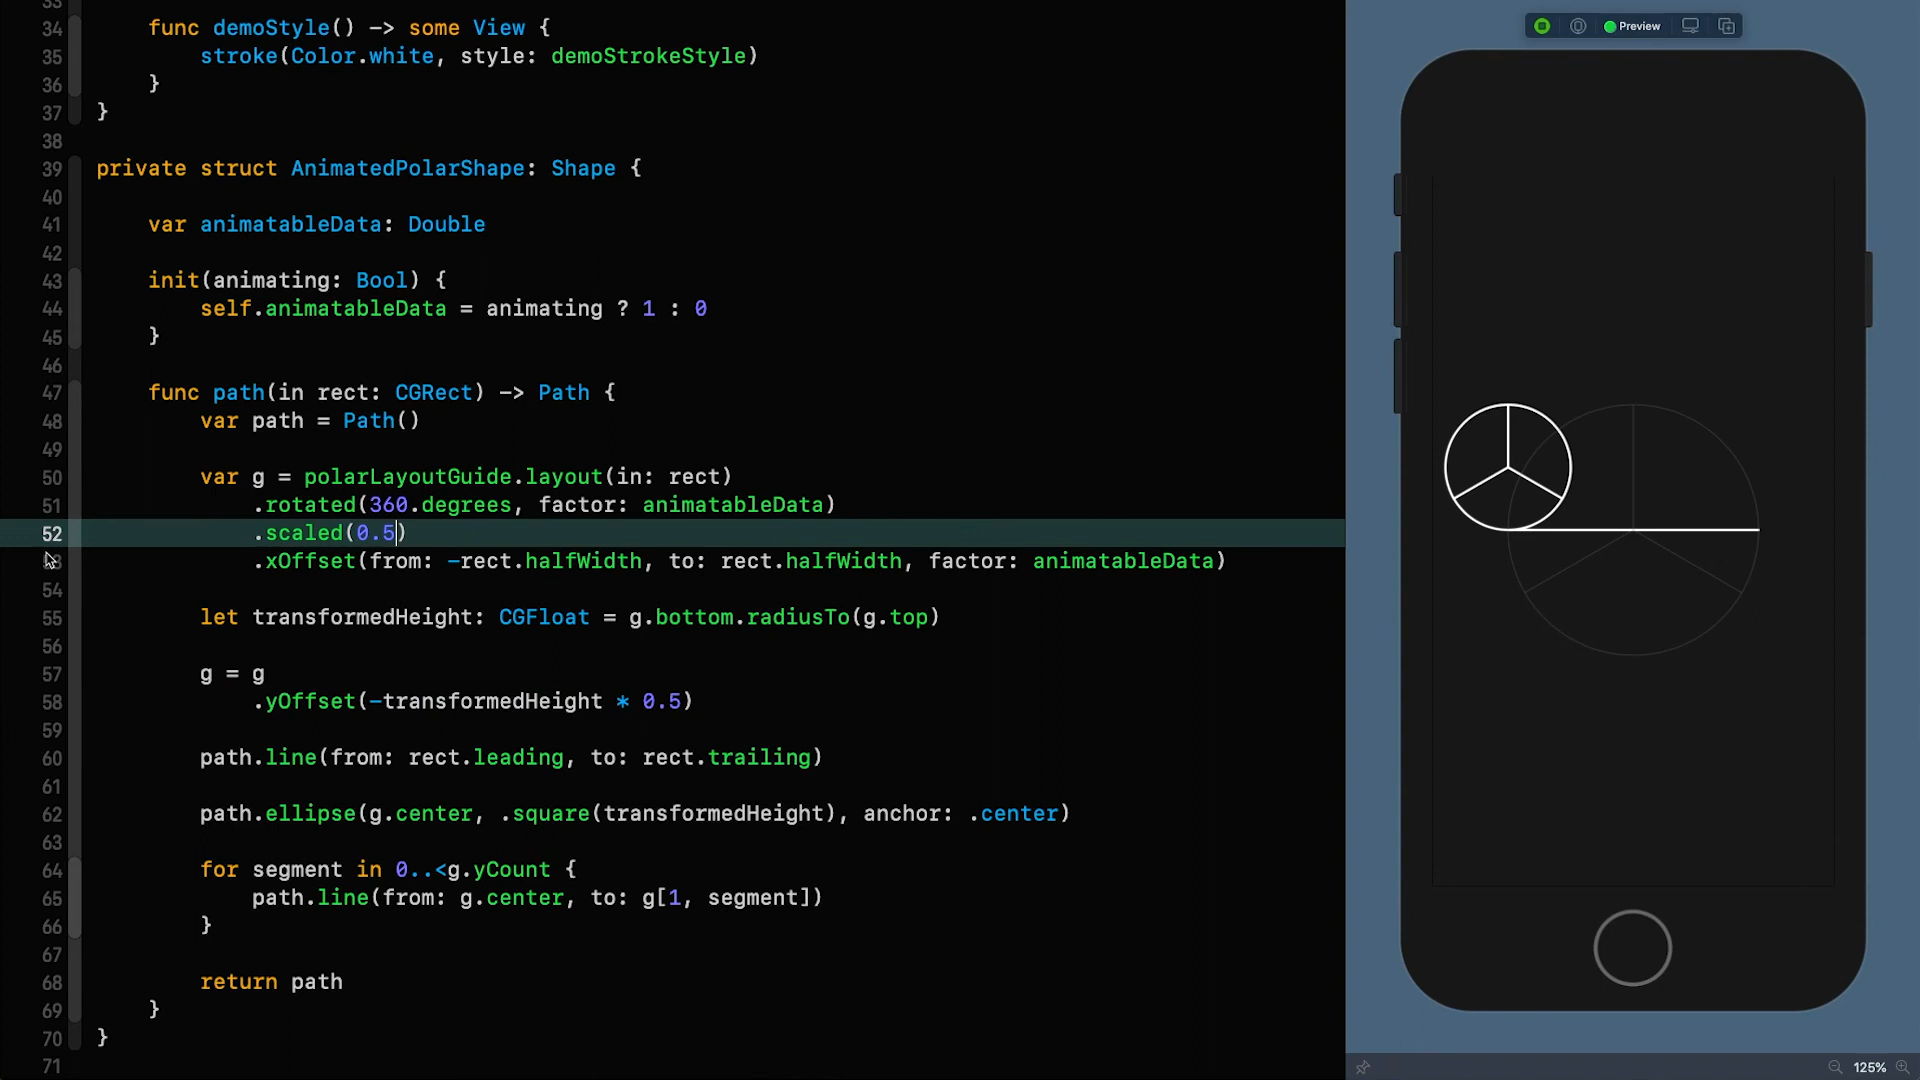 33
34 func demoStyle() -> some View {
35 stroke(Color.white, style: demoStrokeStyle)
36 }
37 }
38
39 private struct AnimatedPolarShape: Shape {
40
41 var animatableData: Double
42
43 init(animating: Bool) {
44 self.animatableData = animating ? 1 : 0
45 }
46
47 func path(in rect: CGRect) -> Path {
48 var path = Path()
49
50 var g = polarLayoutGuide.layout(in: rect)
51 .rotated(360.degrees, factor: animatableData)
52 .scaled(0.5)
53 .xOffset(from: -rect.halfWidth, to: rect.halfWidth, factor: animatableData)
54
55 let transformedHeight: CGFloat = g.bottom.radiusTo(g.top)
56
57 g = g
58 .yOffset(-transformedHeight * 0.5)
59
60 path.line(from: rect.leading, to: rect.trailing)
61
62 path.ellipse(g.center, .square(transformedHeight), anchor: .center)
63
64 for segment in 0..<g.yCount {
65 path.line(from: g.center, to: g[1, segment])
66 }
67
68 return path
69 }
70 }
71
Preview
125%